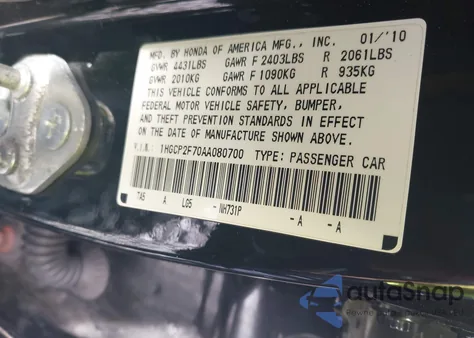 MFD. BY HONDA OF AMERICA MFG., INC. 01/'10
GVWR 4431LBS GAWR F 2403LBS R 2061LBS
GVWR 2010KG GAWR F 1090KG R 935KG
THIS VEHICLE CONFORMS TO ALL APPLICABLE
FEDERAL MOTOR VEHICLE SAFETY, BUMPER,
AND THEFT PREVENTION STANDARDS IN EFFECT
ON THE DATE OF MANUFACTURE SHOWN ABOVE.
V.I.N.: 1HGCP2F70AA080700 TYPE: PASSENGER CAR
TA5 A L05 -NH731P -A -A
autoSnap